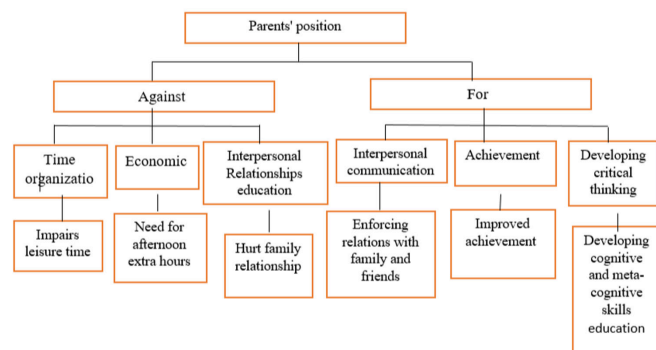 Parents' position
Against
For
Time
organizatio
Economic
Interpersonal
Relationships
education
Interpersonal
communication
Achievement
Developing
critical
thinking
Impairs
leisure time
Need for
afternoon
extra hours
Hurt family
relationship
Enforcing
relations with
family and
friends
Improved
achievement
Developing
cognitive
and meta-
cognitive
skills
education